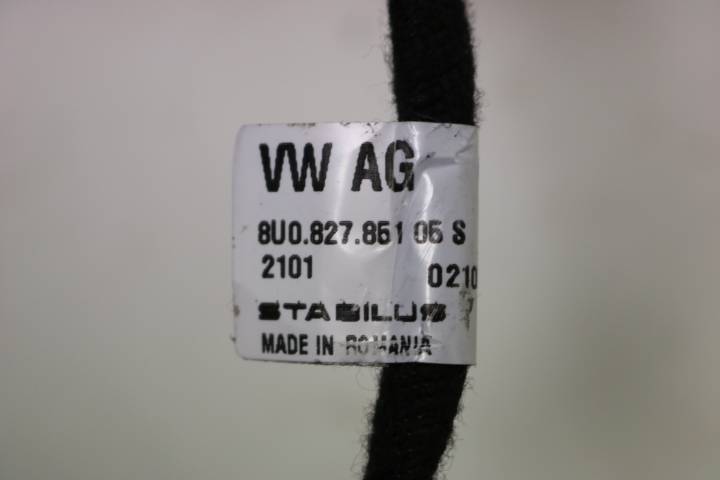 VW AG
8U0.827.851 05 S
2101 0210
STABILUS
MADE IN ROMANIA